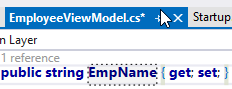 EmployeeViewModel.cs* Startup
n Layer
1 reference
public string EmpName { get; set; }